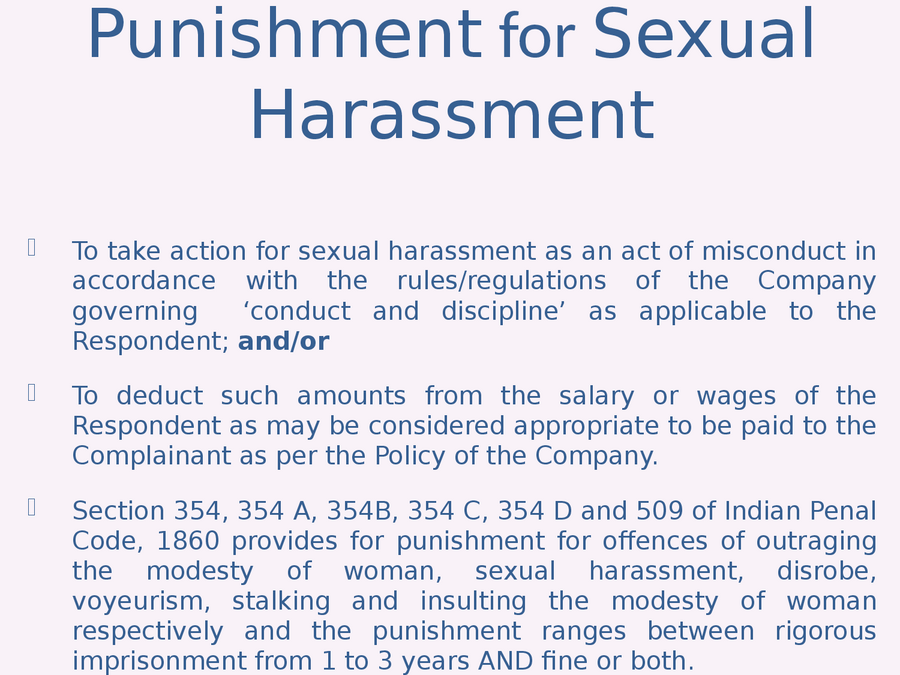 Punishment for Sexual
Harassment
To take action for sexual harassment as an act of misconduct in
accordance with the rules/regulations of the Company
governing ‘conduct and discipline’ as applicable to the
Respondent; and/or
To deduct such amounts from the salary or wages of the
Respondent as may be considered appropriate to be paid to the
Complainant as per the Policy of the Company.
Section 354, 354 A, 354B, 354 C, 354 D and 509 of Indian Penal
Code, 1860 provides for punishment for offences of outraging
the modesty of woman, sexual harassment, disrobe,
voyeurism, stalking and insulting the modesty of woman
respectively and the punishment ranges between rigorous
imprisonment from 1 to 3 years AND fine or both.